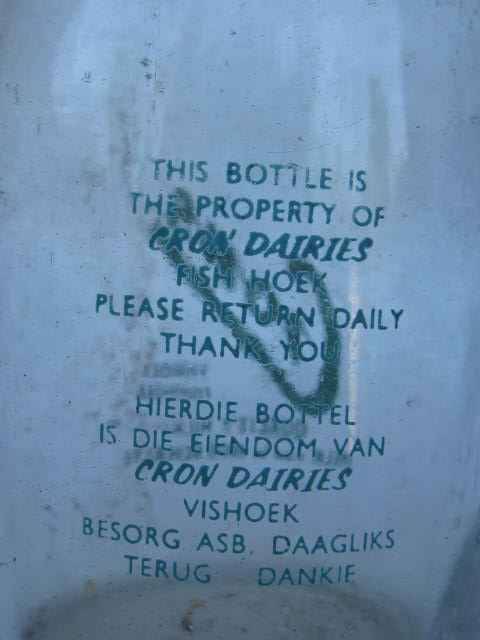 THIS BOTTLE IS
THE PROPERTY OF
CRON DAIRIES
FISH HOEK
PLEASE RETURN DAILY
THANK YOU
HIERDIE BOTTEL
IS DIE EIENDOM VAN
CRON DAIRIES
VISHOEK
BESORG ASB. DAAGLIKS
TERUG DANKIE